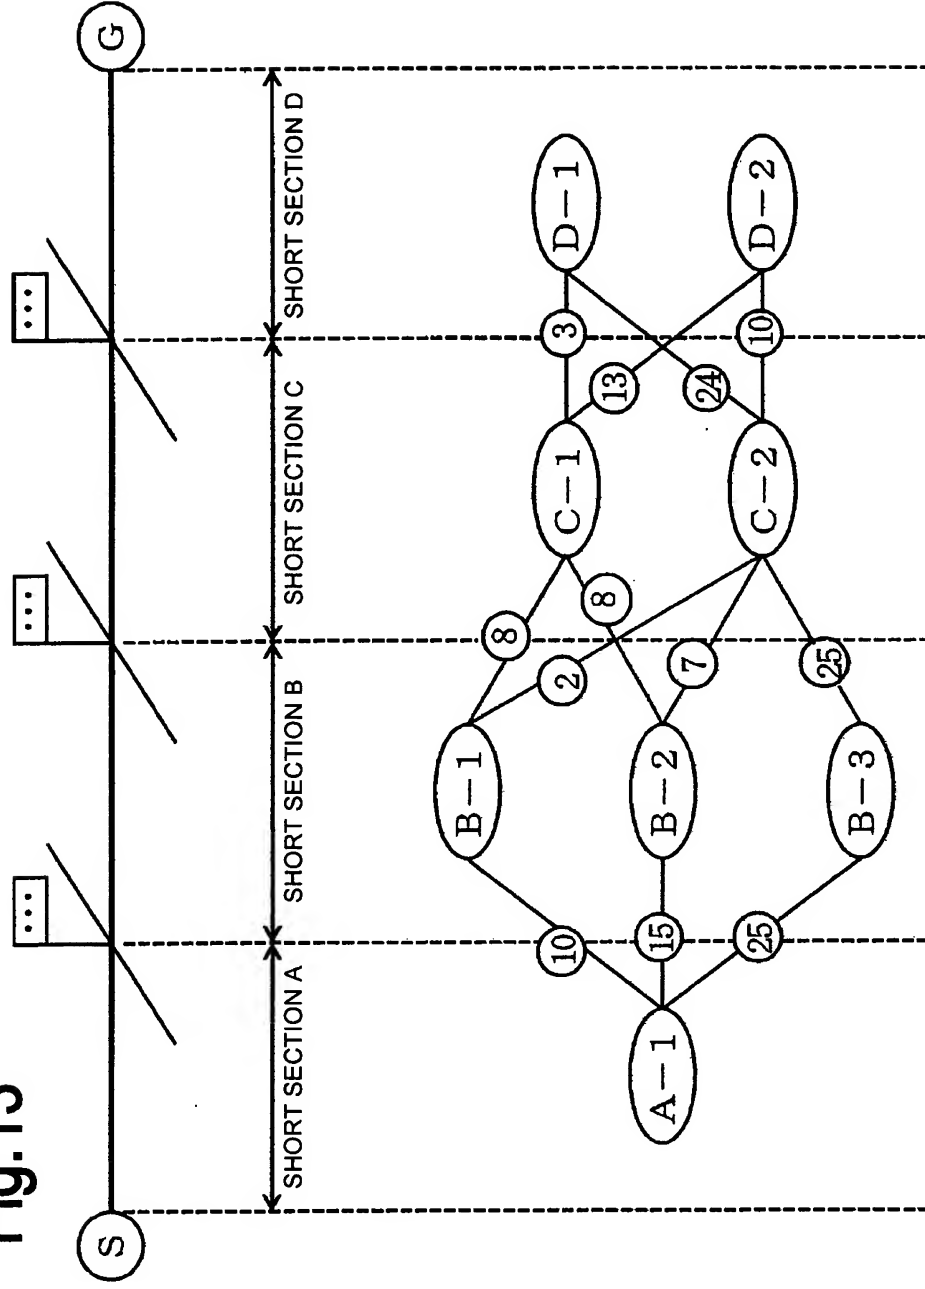 Fig.
S
G
SHORT SECTION A
SHORT SECTION B
SHORT SECTION C
SHORT SECTION D
B－1
8
10
2
C－1
3
D－1
8
13
A－1
15
B－2
7
24
25
C－2
10
D－2
25
B－3